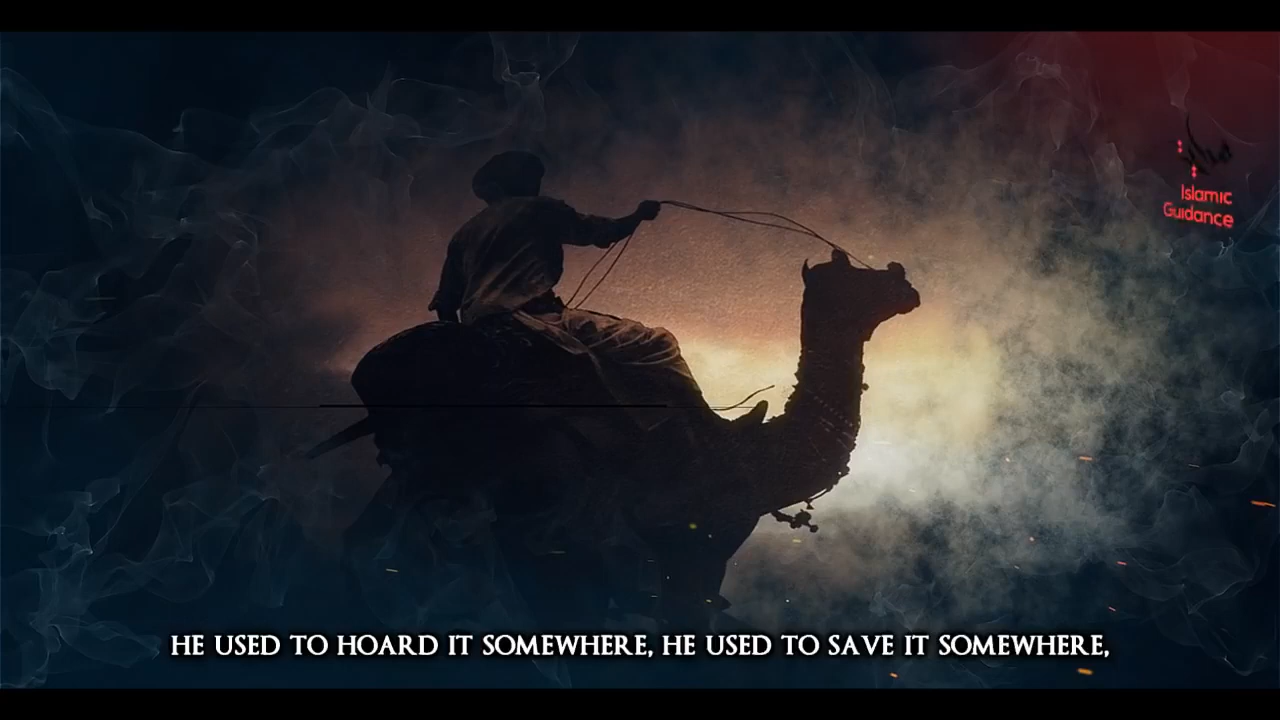 Islamic
Guidance
HE USED TO HOARD IT SOMEWHERE, HE USED TO SAVE IT SOMEWHERE,